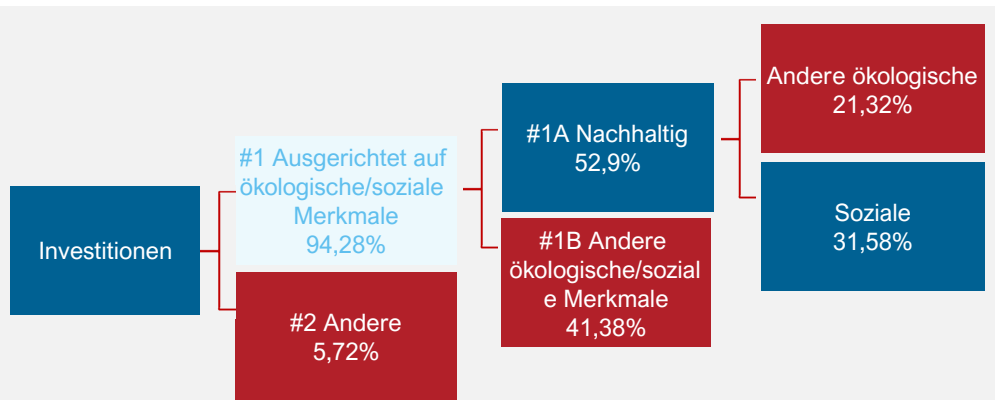 Investitionen
#1 Ausgerichtet auf
ökologische/soziale
Merkmale
94,28%
#2 Andere
5,72%
#1A Nachhaltig
52,9%
#1B Andere
ökologische/sozial
e Merkmale
41,38%
Andere ökologische
21,32%
Soziale
31,58%